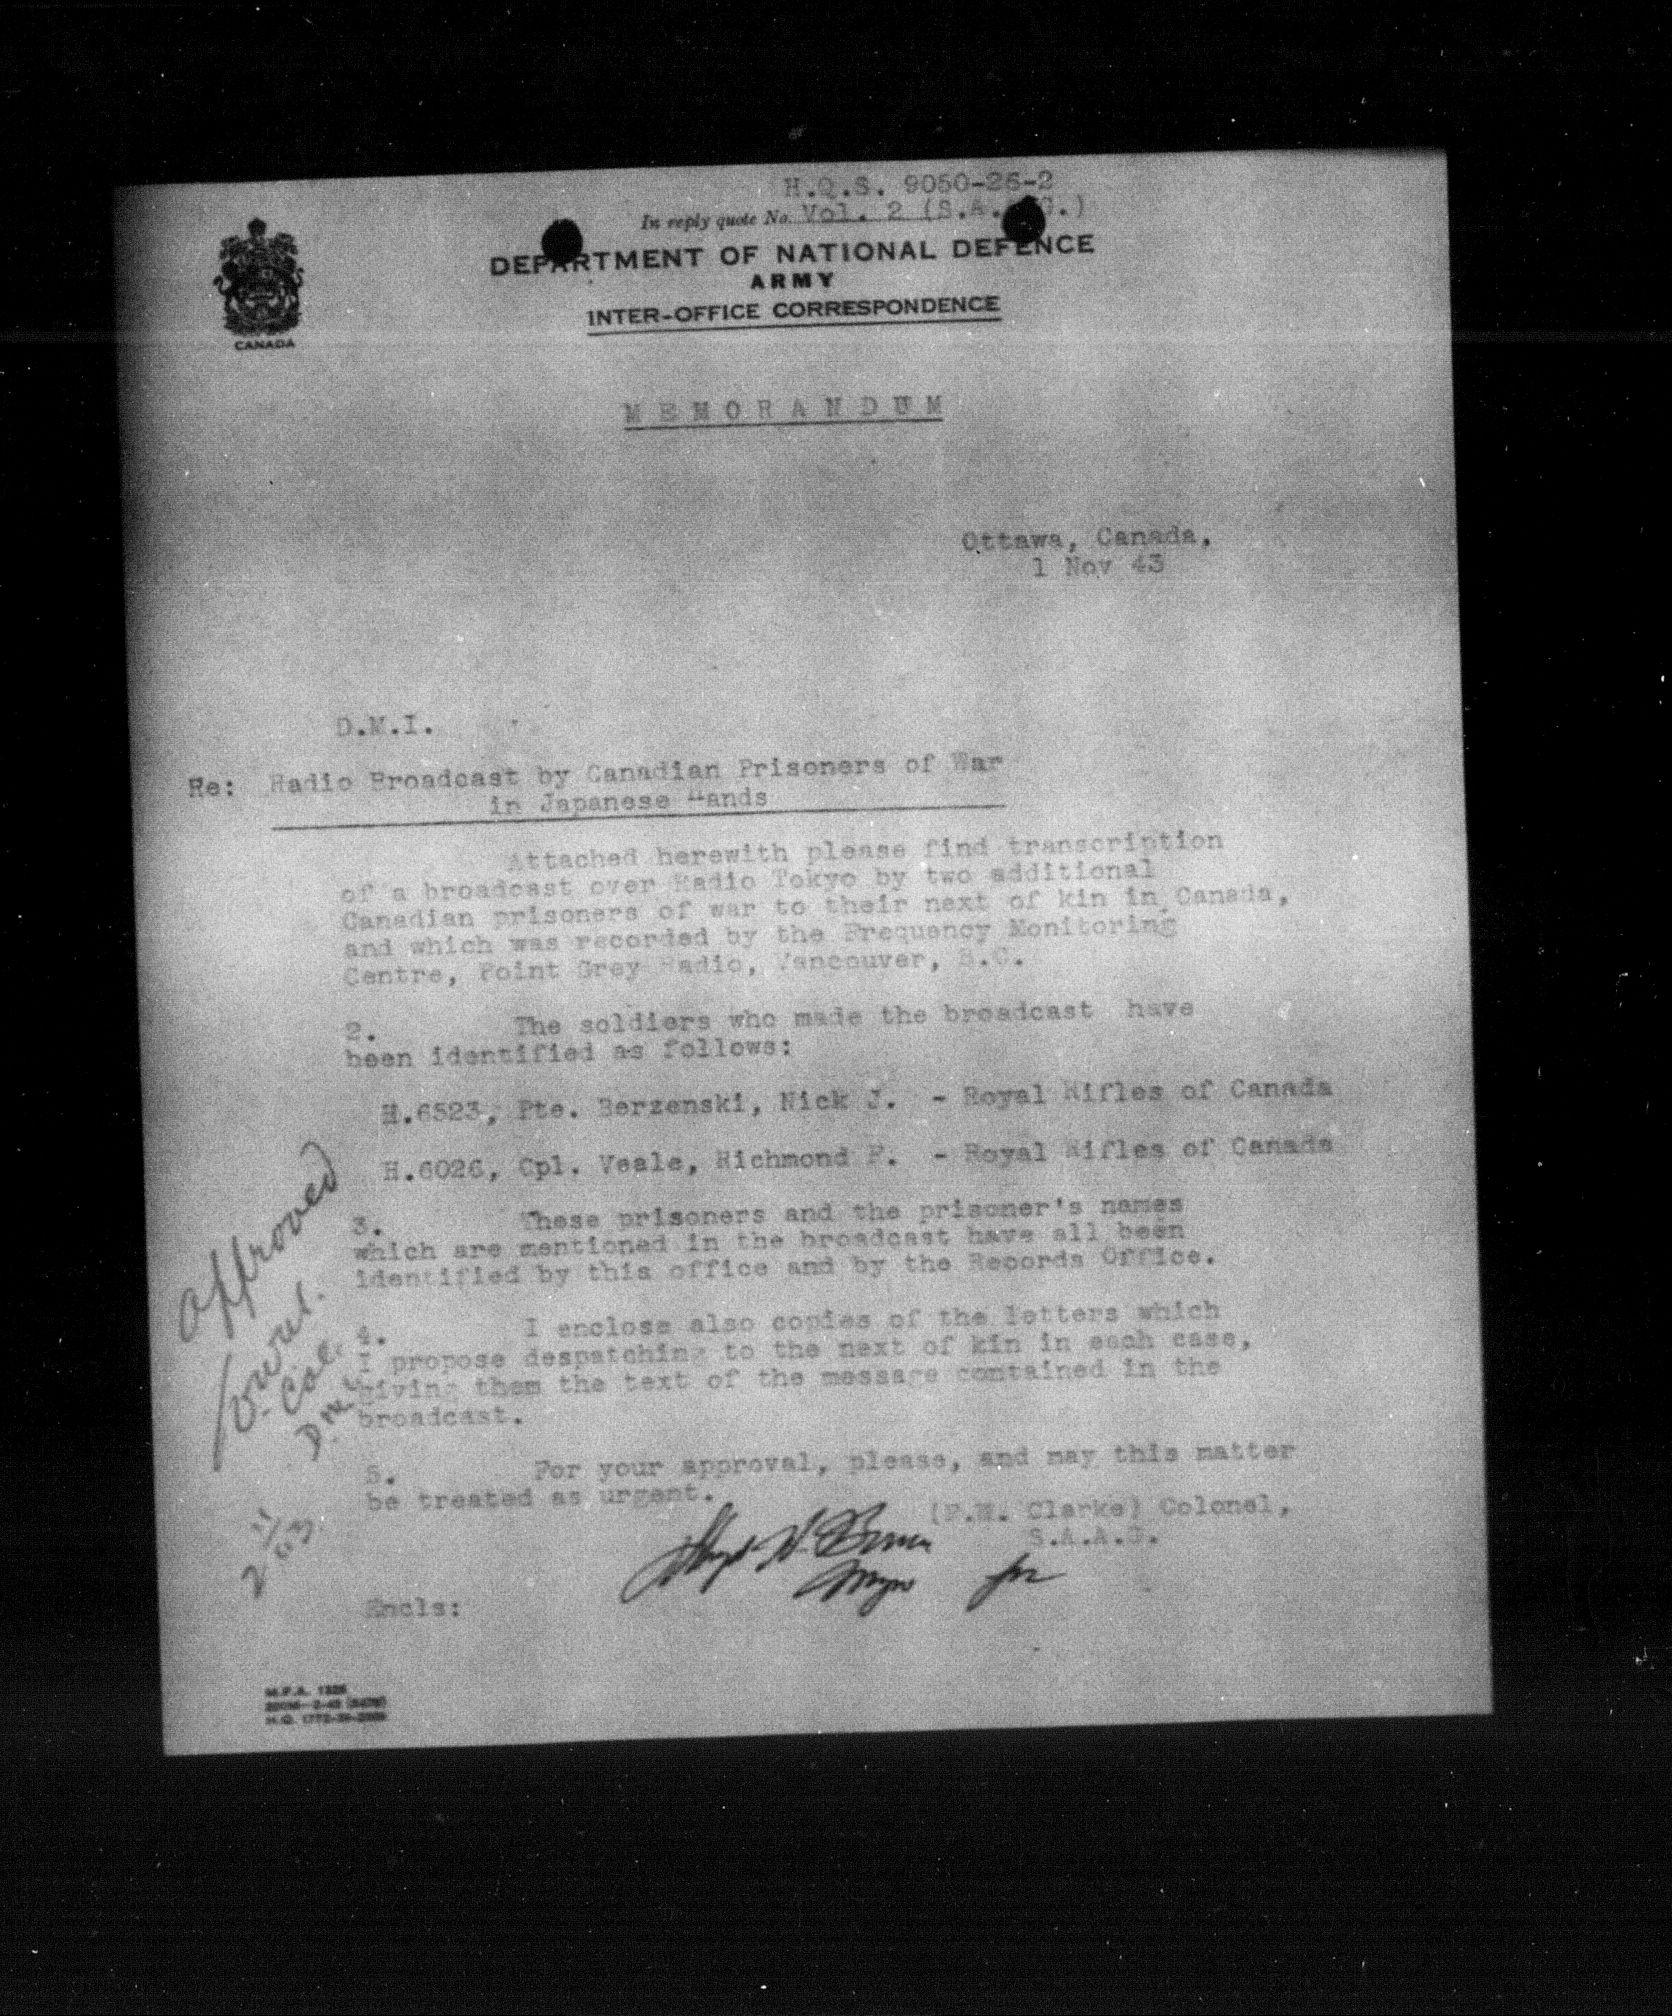 H.Q.S. 9050-26-2
In reply quote No. Vol. 2 (S.A. G.)
DEPARTMENT OF NATIONAL DEFENCE
ARMY
INTER-OFFICE CORRESPONDENCE
CANADA
MEMORANDUM
Ottawa, Canada,
1 Nov 43
D.M.I.
Re: Radio Broadcast by Canadian Prisoners of War
in Japanese Hands
Attached herewith please find transcription
of a broadcast over Radio Tokyo by two additional
Canadian prisoners of war to their next of kin in Canada,
and which was recorded by the Frequency Monitoring
Centre, Point Grey Radio, Vancouver, B.C.
2. The soldiers who made the broadcast have
been identified as follows:
H.6523, Pte. Berzenski, Nick J. - Royal Rifles of Canada
H.6026, Cpl. Veale, Richmond F. - Royal Rifles of Canada
3. These prisoners and the prisoner's names
which are mentioned in the broadcast have all been
identified by this office and by the Records Office.
4. I enclose also copies of the letters which
I propose despatching to the next of kin in each case,
giving them the text of the message contained in the
broadcast.
5. For your approval, please, and may this matter
be treated as urgent.
(F.W. Clarke) Colonel,
S.A.A.G.
Major for
Encls:
Approved
Col.
D.M.I.
2/11/43
M.F.A. 1325
H.Q. 1772-39-